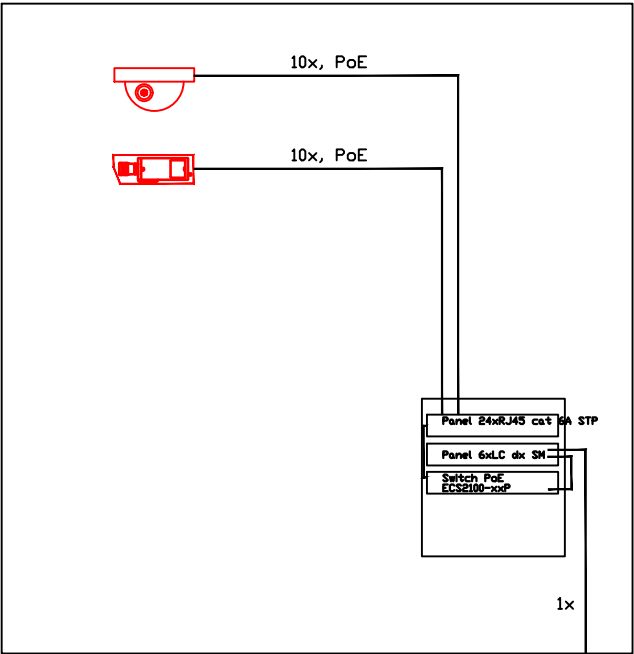 10x, PoE
10x, PoE
Panel 24xRJ45 cat 6A STP
Panel 6xLC dx SM
Switch PoE
ECS2100-xxP
1x